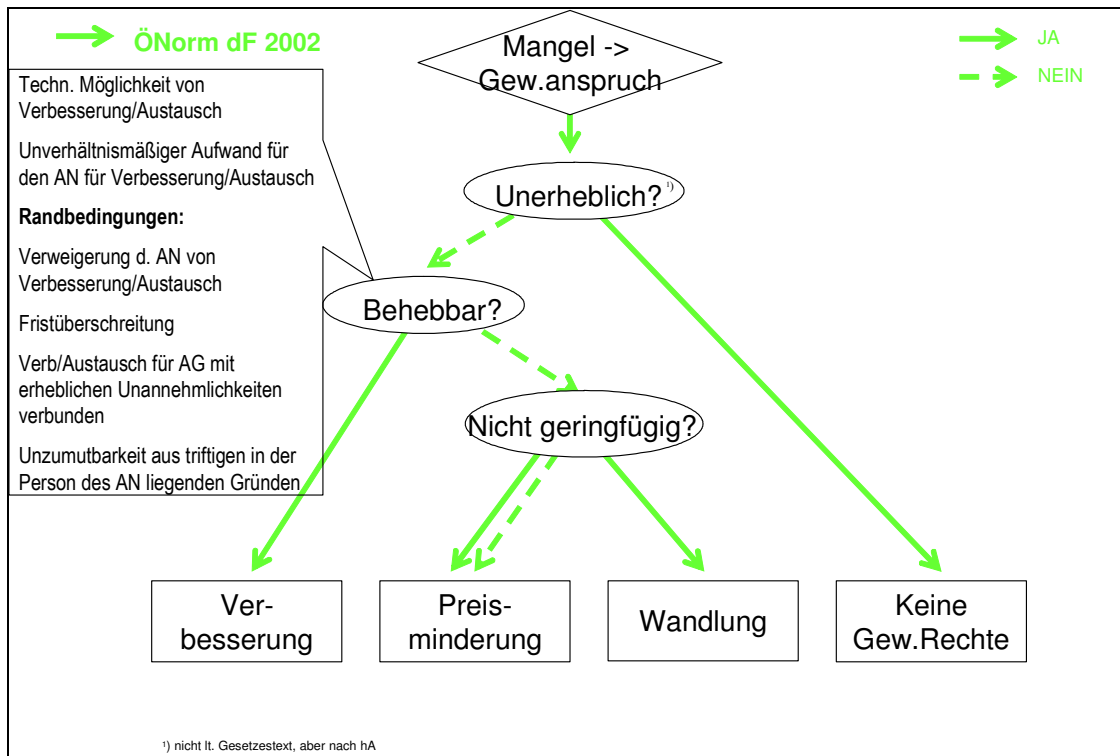 ÖNorm dF 2002
Mangel ->
Gew.anspruch
JA
NEIN
Techn. Möglichkeit von
Verbesserung/Austausch
Unverhältnismäßiger Aufwand für
den AN für Verbesserung/Austausch
Randbedingungen:
Verweigerung d. AN von
Verbesserung/Austausch
Fristüberschreitung
Verb/Austausch für AG mit
erheblichen Unannehmlichkeiten
verbunden
Unzumutbarkeit aus triftigen in der
Person des AN liegenden Gründen
Unerheblich? ¹)
Behebbar?
Nicht geringfügig?
Ver-
besserung
Preis-
minderung
Wandlung
Keine
Gew.Rechte
¹) nicht lt. Gesetzestext, aber nach hA